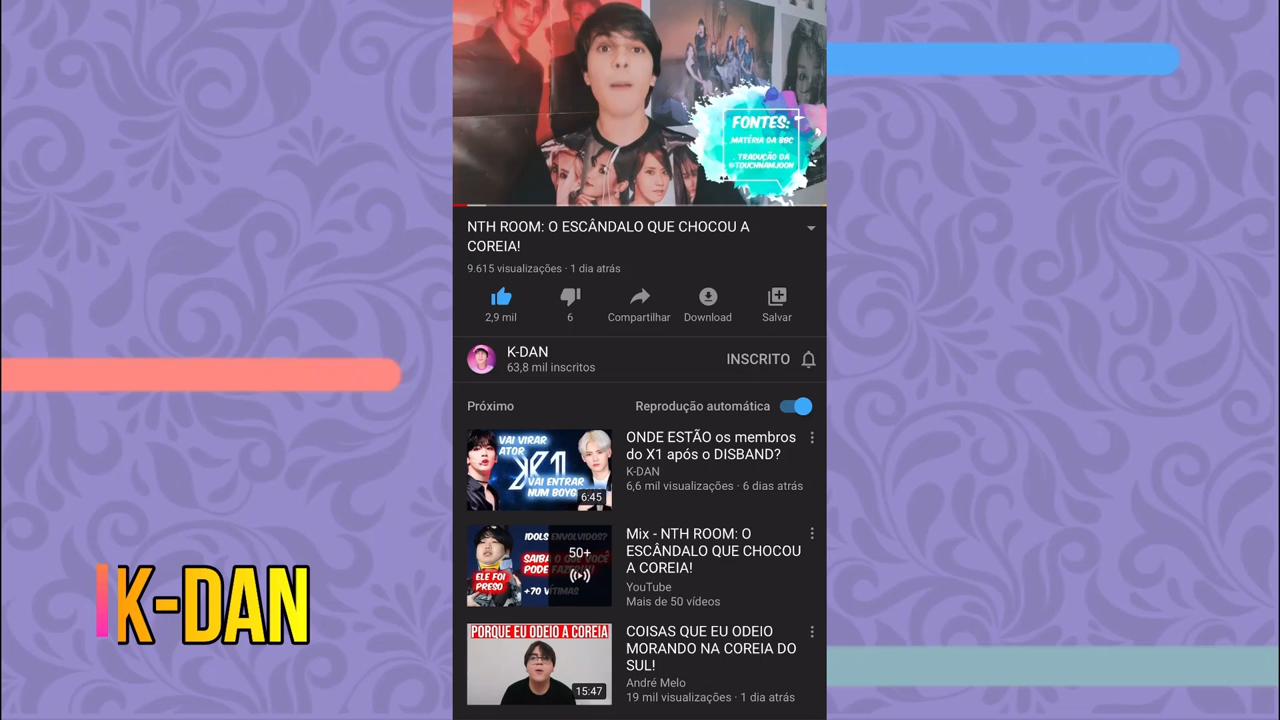 FONTES:
MATÉRIA DA BBC
TRADUÇÃO DA
@TOUCHNAMJOON
NTH ROOM: O ESCÂNDALO QUE CHOCOU A
COREIA!
9.615 visualizações · 1 dia atrás
2,9 mil
6
Compartilhar
Download
Salvar
K-DAN
63,8 mil inscritos
INSCRITO
Próximo
Reprodução automática
VAI VIRAR
ATOR
X1
VAI ENTRAR
NUM BOYG
6:45
ONDE ESTÃO os membros
do X1 após o DISBAND?
K-DAN
6,6 mil visualizações · 6 dias atrás
IDOLS ENVOLVIDOS?
SAIBA O QUE VOCÊ
PODE FAZER
ELE FOI
PRESO
+70 VÍTIMAS
50+
Mix - NTH ROOM: O
ESCÂNDALO QUE CHOCOU
A COREIA!
YouTube
Mais de 50 vídeos
PORQUE EU ODEIO A COREIA
15:47
COISAS QUE EU ODEIO
MORANDO NA COREIA DO
SUL!
André Melo
19 mil visualizações · 1 dia atrás
K-DAN